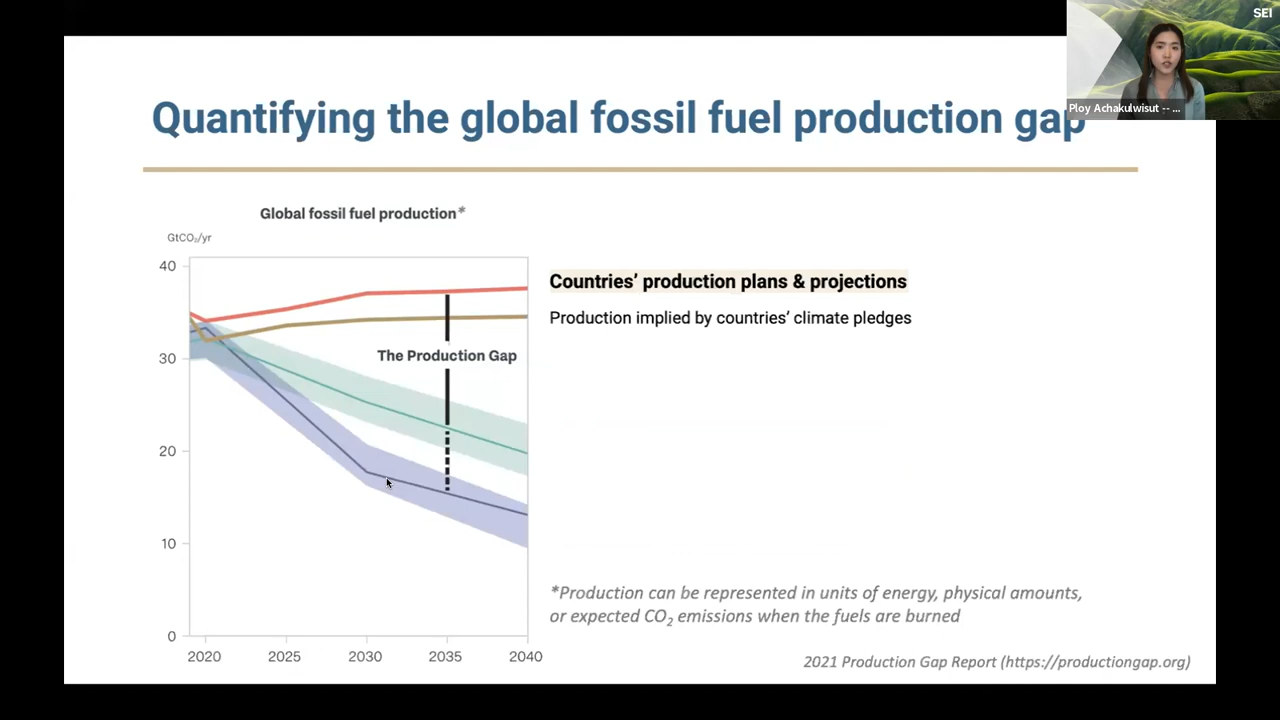 SEI
Ploy Achakulwisut -- ...
Quantifying the global fossil fuel production gap
Global fossil fuel production*
GtCO₂/yr
40
30
20
10
0
2020 2025 2030 2035 2040
The Production Gap
Countries’ production plans & projections
Production implied by countries’ climate pledges
*Production can be represented in units of energy, physical amounts,
or expected CO₂ emissions when the fuels are burned
2021 Production Gap Report (https://productiongap.org)